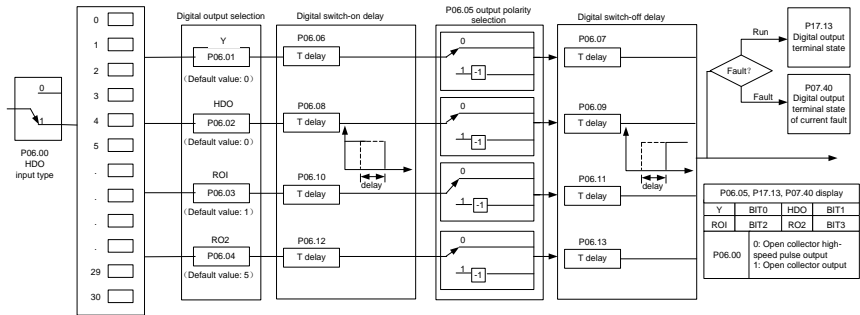 Digital output selection
Digital switch-on delay
P06.05 output polarity
selection
Digital switch-off delay
0
1
2
3
4
5
.
.
.
.
29
30
0
1
P06.00
HDO
input type
Y
P06.01
(Default value: 0)
HDO
P06.02
(Default value: 0)
ROI
P06.03
(Default value: 1)
RO2
P06.04
(Default value: 5)
P06.06
T delay
P06.08
T delay
delay
P06.10
T delay
P06.12
T delay
0
1 -1
0
1 -1
0
1 -1
0
1 -1
P06.07
T delay
P06.09
T delay
delay
P06.11
T delay
P06.13
T delay
Fault?
Run
P17.13
Digital output
terminal state
Fault
P07.40
Digital output
terminal state
of current fault
P06.05, P17.13, P07.40 display
Y BIT0 HDO BIT1
ROI BIT2 RO2 BIT3
P06.00
0: Open collector high-
speed pulse output
1: Open collector output